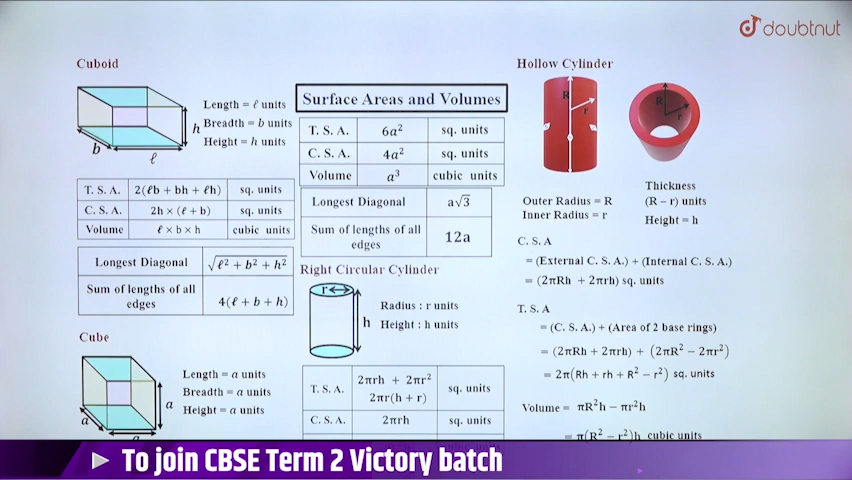 doubtnut
Cuboid
Length = ℓ units
Breadth = b units
Height = h units
h
b
ℓ
T. S. A. 2(ℓb + bh + ℓh) sq. units
C. S. A. 2h × (ℓ + b) sq. units
Volume ℓ × b × h cubic units
Longest Diagonal √ℓ² + b² + h²
Sum of lengths of all
edges 4(ℓ + b + h)
Cube
Length = a units
Breadth = a units
Height = a units
a
a
Surface Areas and Volumes
T. S. A. 6a² sq. units
C. S. A. 4a² sq. units
Volume a³ cubic units
Longest Diagonal a√3
Sum of lengths of all
edges 12a
Right Circular Cylinder
r
h
Radius : r units
Height : h units
T. S. A. 2πrh + 2πr²
2πr(h + r) sq. units
C. S. A. 2πrh sq. units
Hollow Cylinder
R
r
R
r
Outer Radius = R
Inner Radius = r
Thickness
(R − r) units
Height = h
C. S. A
= (External C. S. A.) + (Internal C. S. A.)
= (2πRh + 2πrh) sq. units
T. S. A
= (C. S. A.) + (Area of 2 base rings)
= (2πRh + 2πrh) + (2πR² − 2πr²)
= 2π(Rh + rh + R² − r²) sq. units
Volume = πR²h − πr²h
= π(R² − r²)h cubic units
To join CBSE Term 2 Victory batch